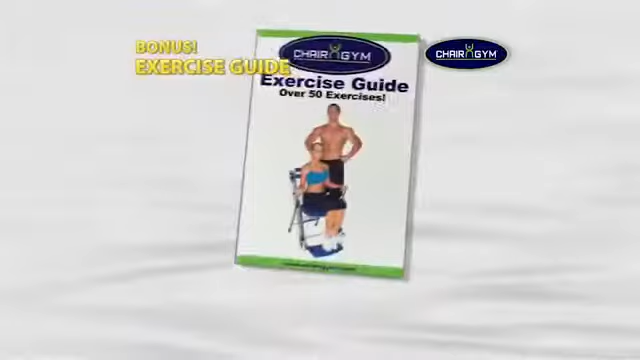 BONUS!
EXERCISE GUIDE
CHAIR GYM
CHAIR GYM
Exercise Guide
Over 50 Exercises!